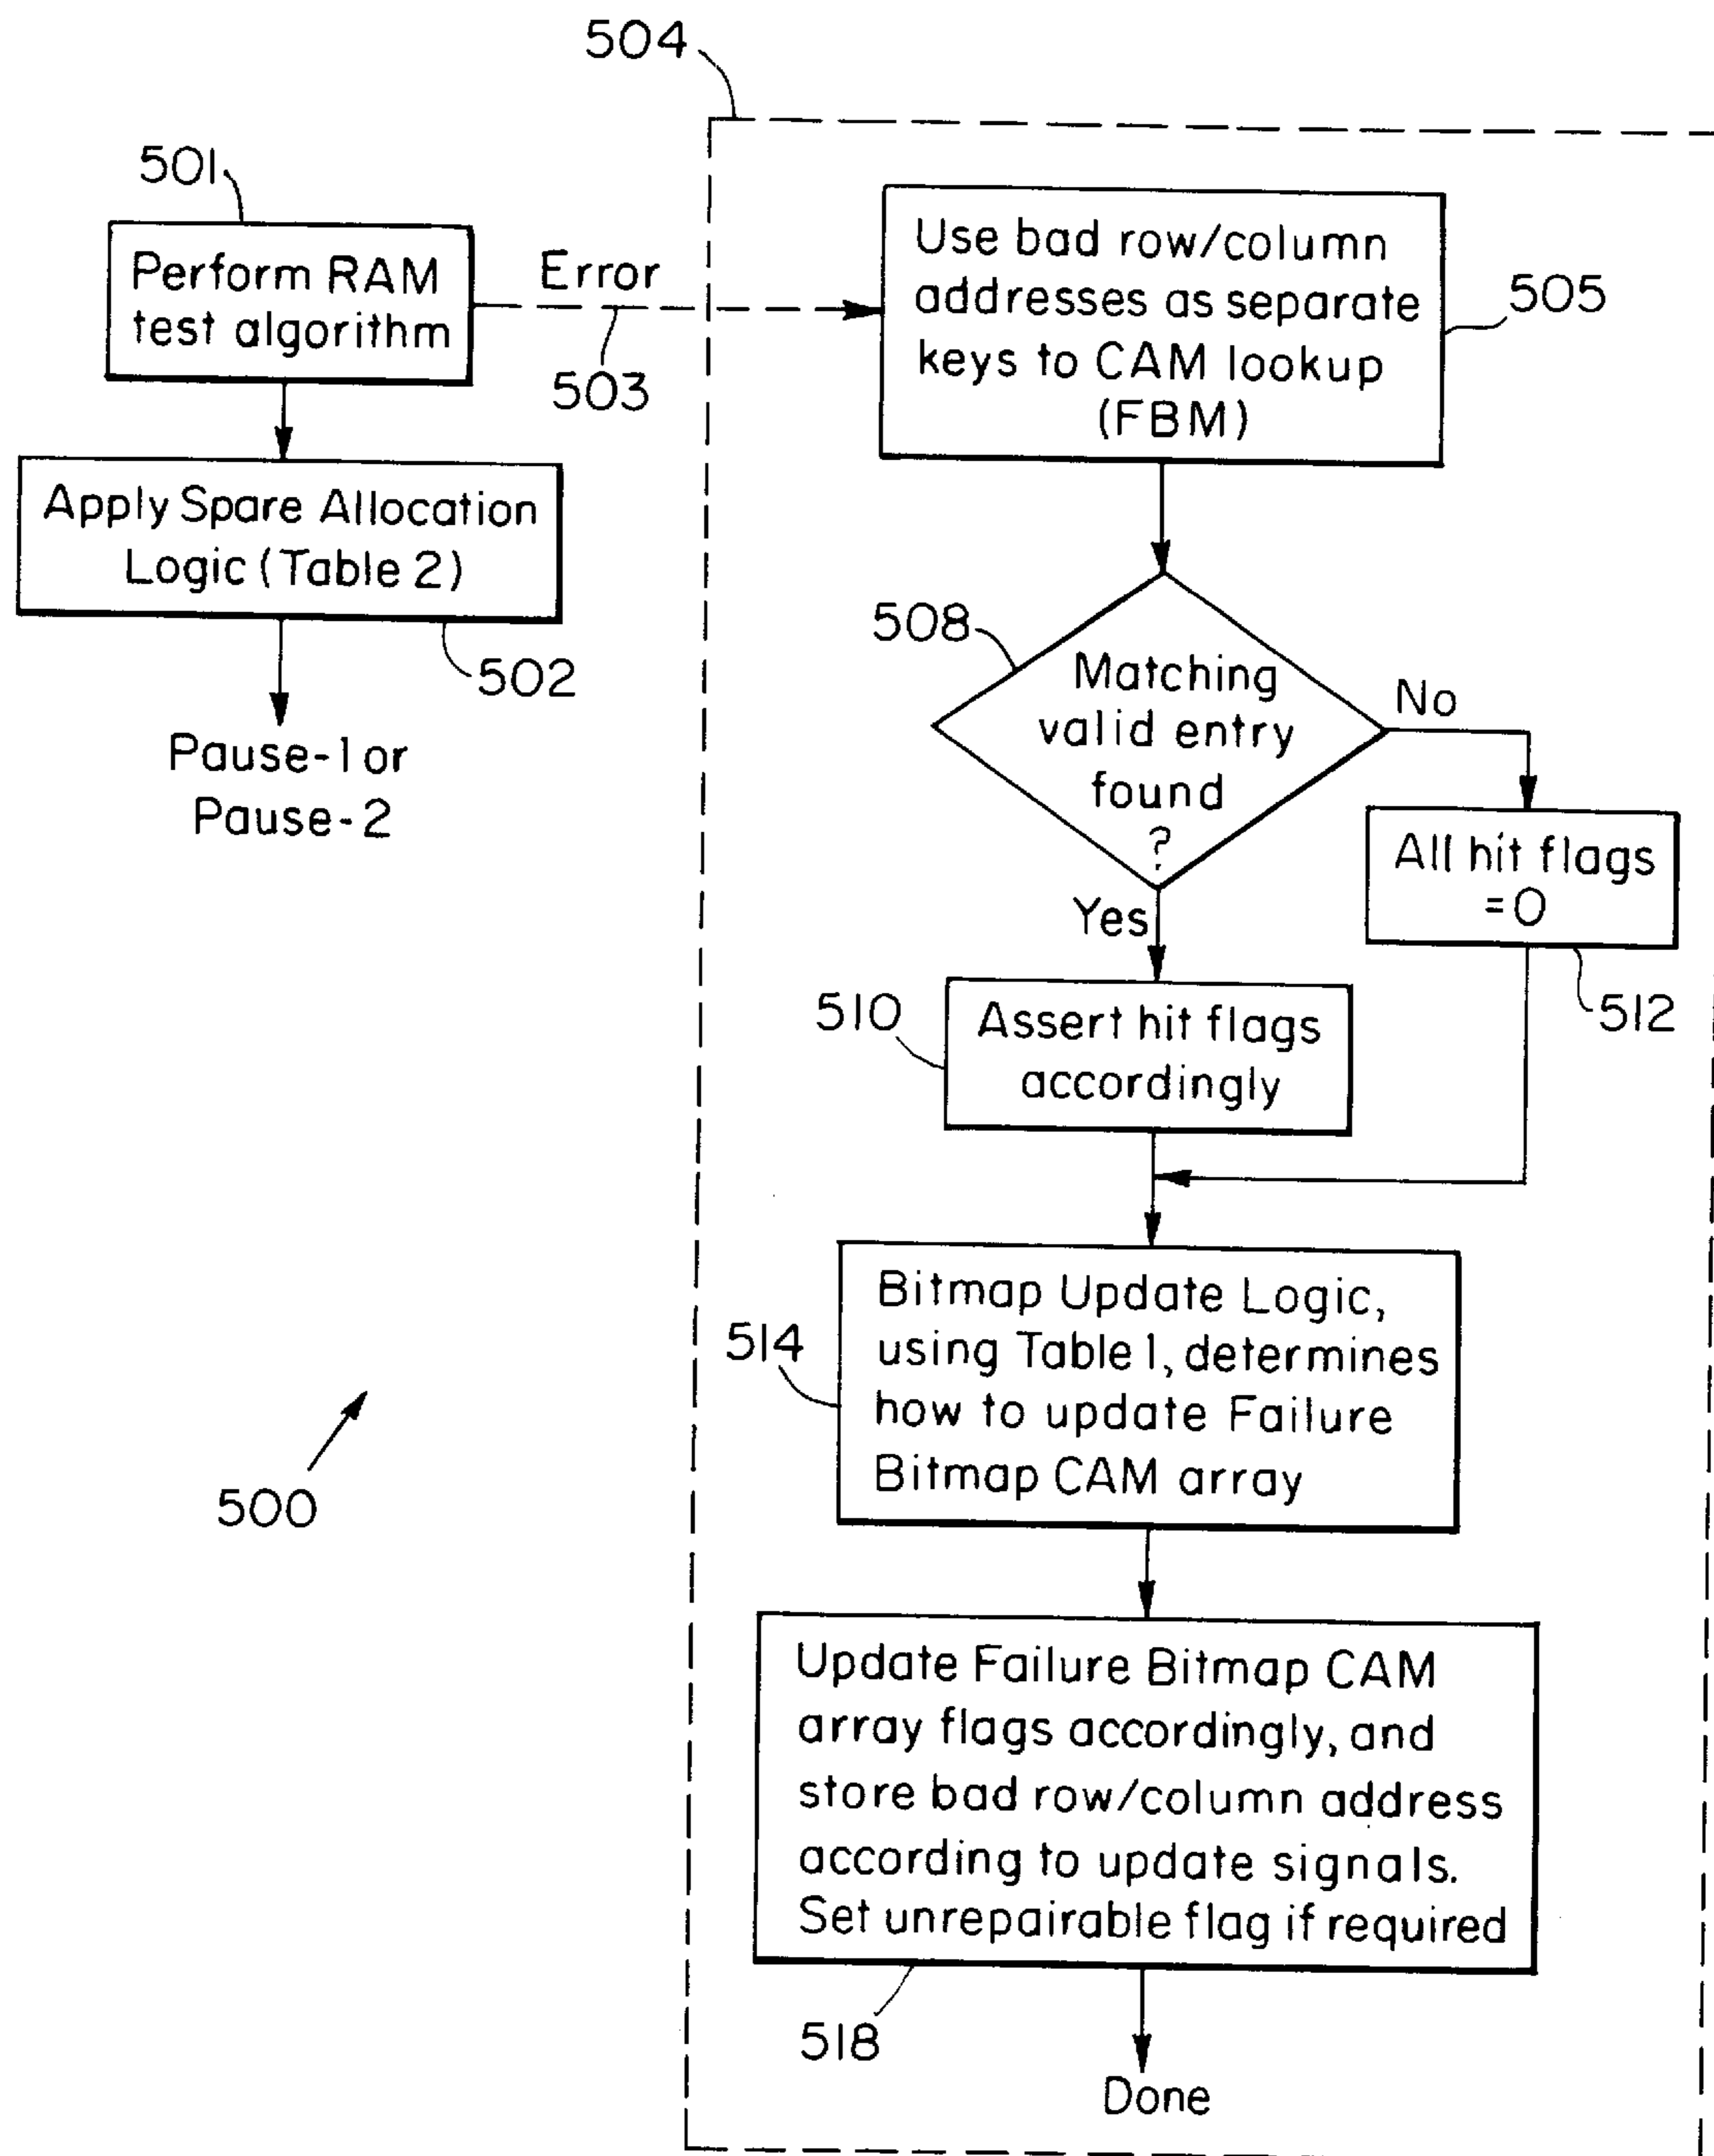 504
501
Perform RAM
test algorithm
Error
503
Use bad row/column
addresses as separate
keys to CAM lookup
(FBM)
505
Apply Spare Allocation
Logic (Table 2)
502
Pause-1 or
Pause-2
508
Matching
valid entry
found
?
No
Yes
All hit flags
=0
512
510
Assert hit flags
accordingly
514
Bitmap Update Logic,
using Table 1, determines
how to update Failure
Bitmap CAM array
500
Update Failure Bitmap CAM
array flags accordingly, and
store bad row/column address
according to update signals.
Set unrepairable flag if required
518
Done